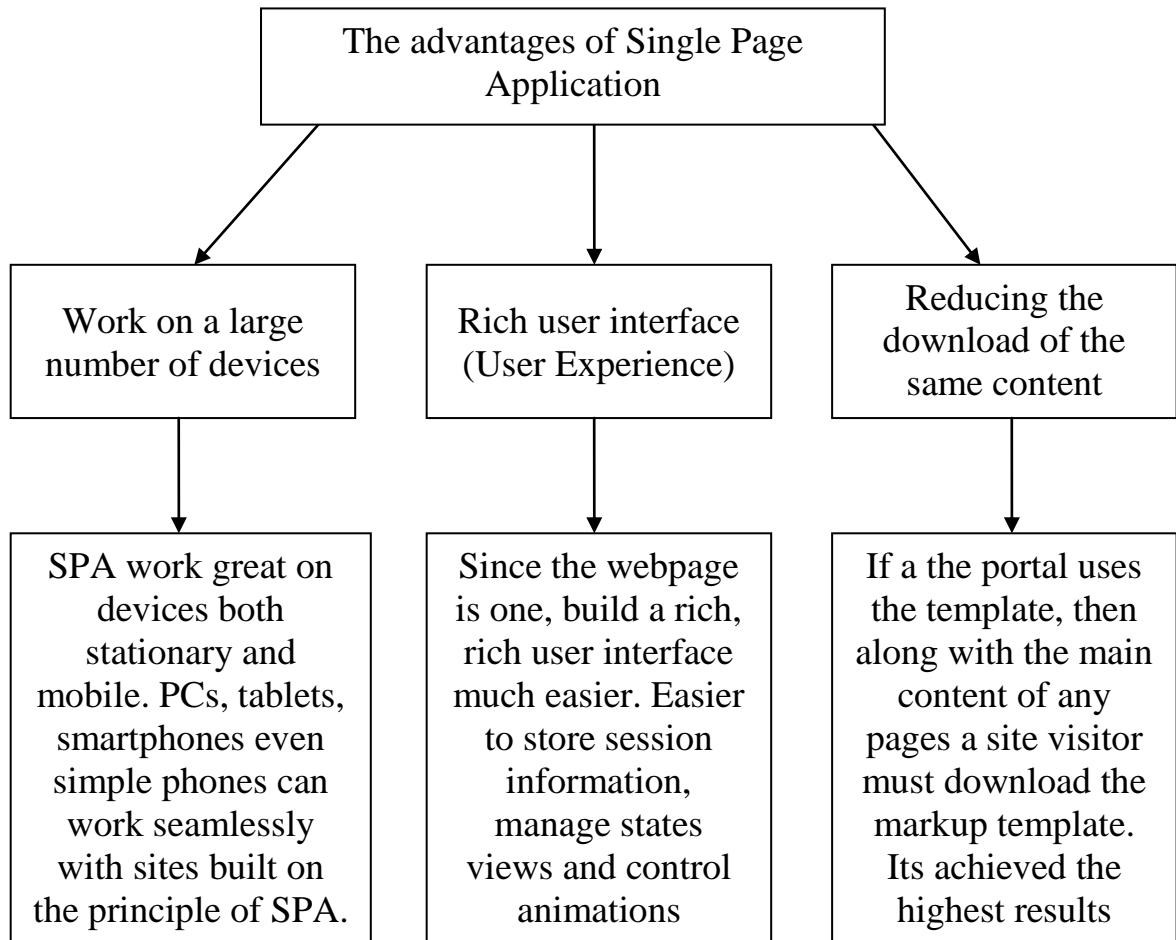 The advantages of Single Page
Application
Work on a large
number of devices
Rich user interface
(User Experience)
Reducing the
download of the
same content
SPA work great on
devices both
stationary and
mobile. PCs, tablets,
smartphones even
simple phones can
work seamlessly
with sites built on
the principle of SPA.
Since the webpage
is one, build a rich,
rich user interface
much easier. Easier
to store session
information,
manage states
views and control
animations
If a the portal uses
the template, then
along with the main
content of any
pages a site visitor
must download the
markup template.
Its achieved the
highest results